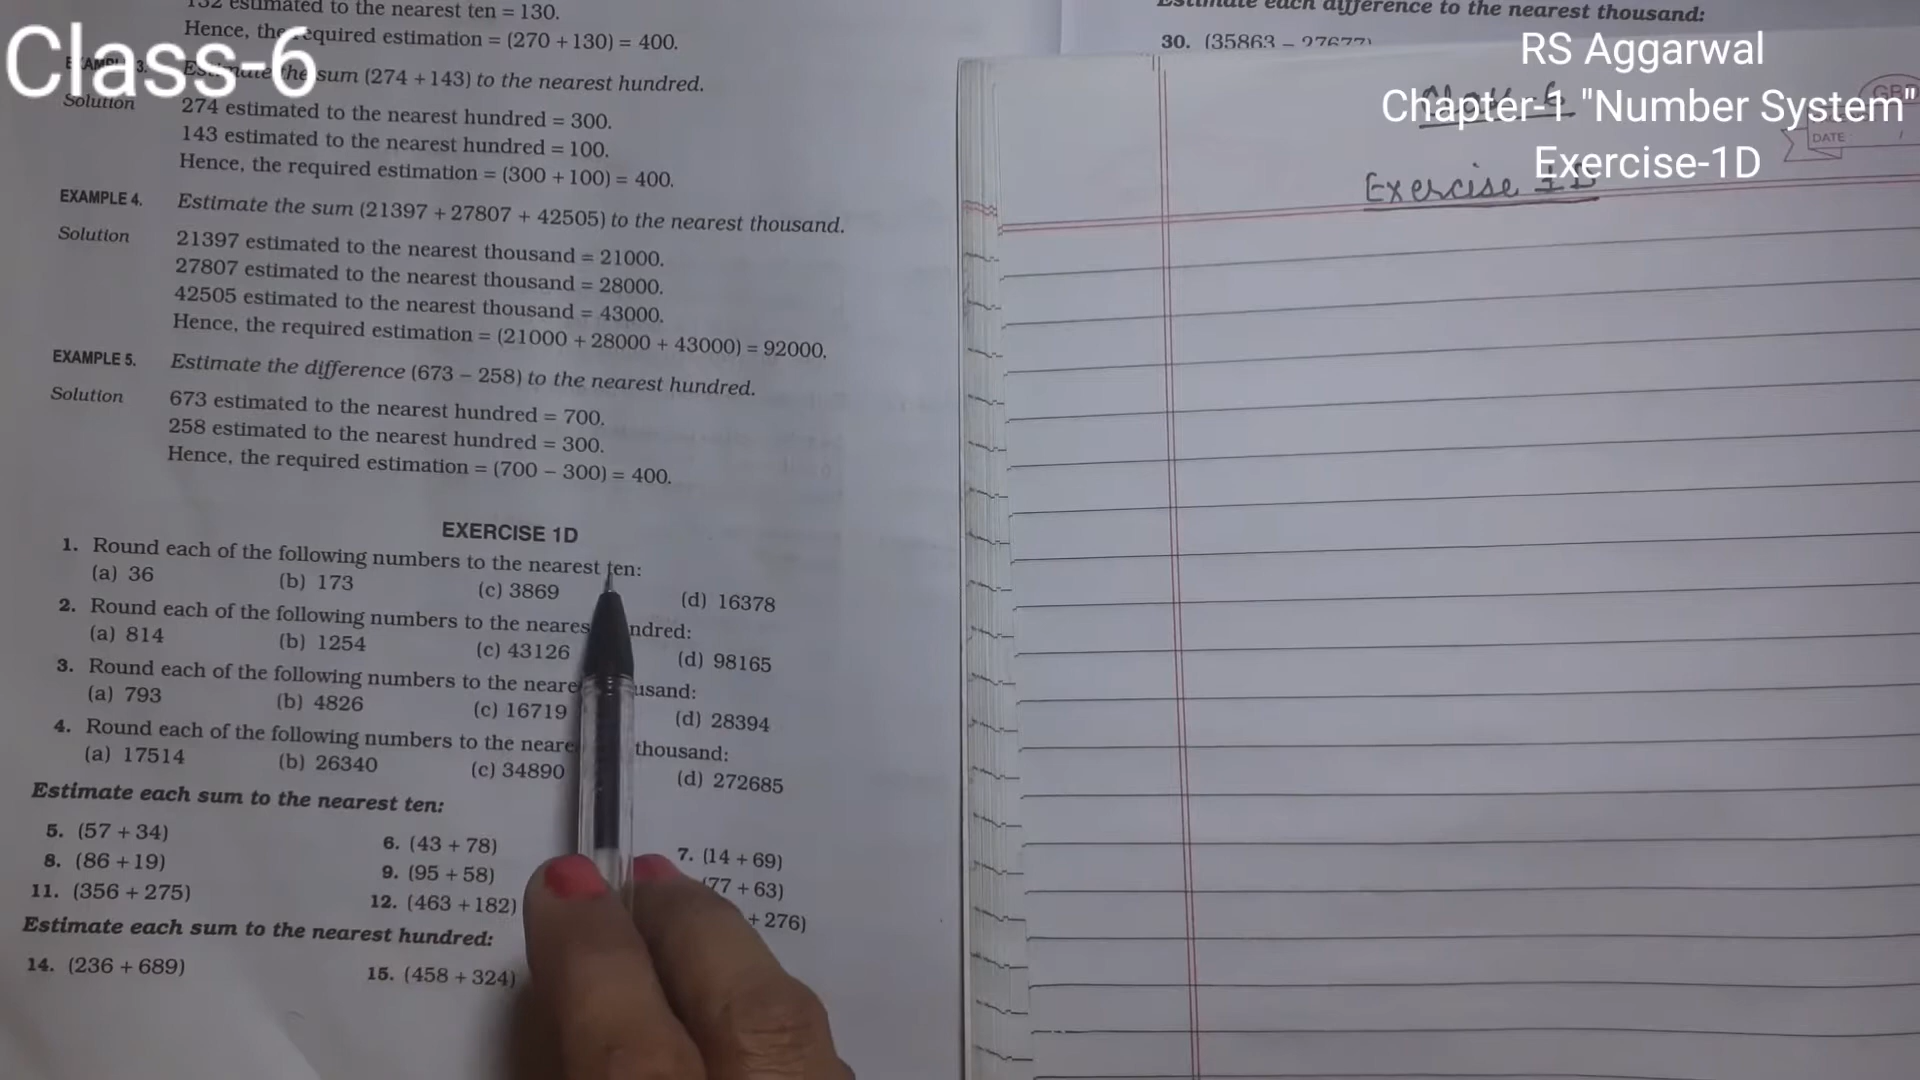 132 estimated to the nearest ten = 130.
Hence, the required estimation = (270 + 130) = 400.
Class-6
EXAMPLE 3. Estimate the sum (274 + 143) to the nearest hundred.
Solution 274 estimated to the nearest hundred = 300.
143 estimated to the nearest hundred = 100.
Hence, the required estimation = (300 + 100) = 400.
EXAMPLE 4. Estimate the sum (21397 + 27807 + 42505) to the nearest thousand.
Solution 21397 estimated to the nearest thousand = 21000.
27807 estimated to the nearest thousand = 28000.
42505 estimated to the nearest thousand = 43000.
Hence, the required estimation = (21000 + 28000 + 43000) = 92000.
EXAMPLE 5. Estimate the difference (673 – 258) to the nearest hundred.
Solution 673 estimated to the nearest hundred = 700.
258 estimated to the nearest hundred = 300.
Hence, the required estimation = (700 – 300) = 400.
EXERCISE 1D
1. Round each of the following numbers to the nearest ten:
(a) 36 (b) 173 (c) 3869 (d) 16378
2. Round each of the following numbers to the neares ndred:
(a) 814 (b) 1254 (c) 43126 (d) 98165
3. Round each of the following numbers to the neare usand:
(a) 793 (b) 4826 (c) 16719 (d) 28394
4. Round each of the following numbers to the neare thousand:
(a) 17514 (b) 26340 (c) 34890 (d) 272685
Estimate each sum to the nearest ten:
5. (57 + 34) 6. (43 + 78) 7. (14 + 69)
8. (86 + 19) 9. (95 + 58) (77 + 63)
11. (356 + 275) 12. (463 + 182) + 276)
Estimate each sum to the nearest hundred:
14. (236 + 689) 15. (458 + 324)
Estimate each difference to the nearest thousand:
30. (35863 – 27677)
RS Aggarwal
Chapter-1 "Number System"
Exercise-1D
Class-6
DATE :
Exercise 1D